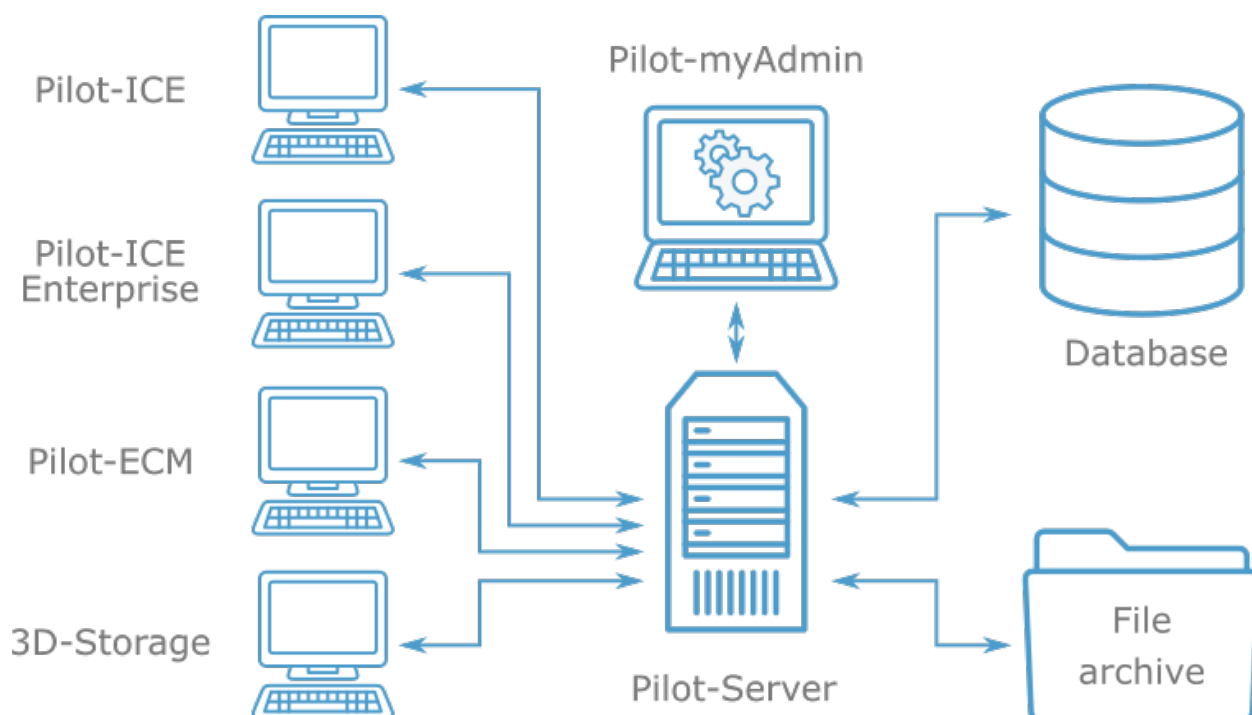 Pilot-ICE
Pilot-myAdmin
Pilot-ICE
Enterprise
Database
Pilot-ECM
3D-Storage
File
archive
Pilot-Server